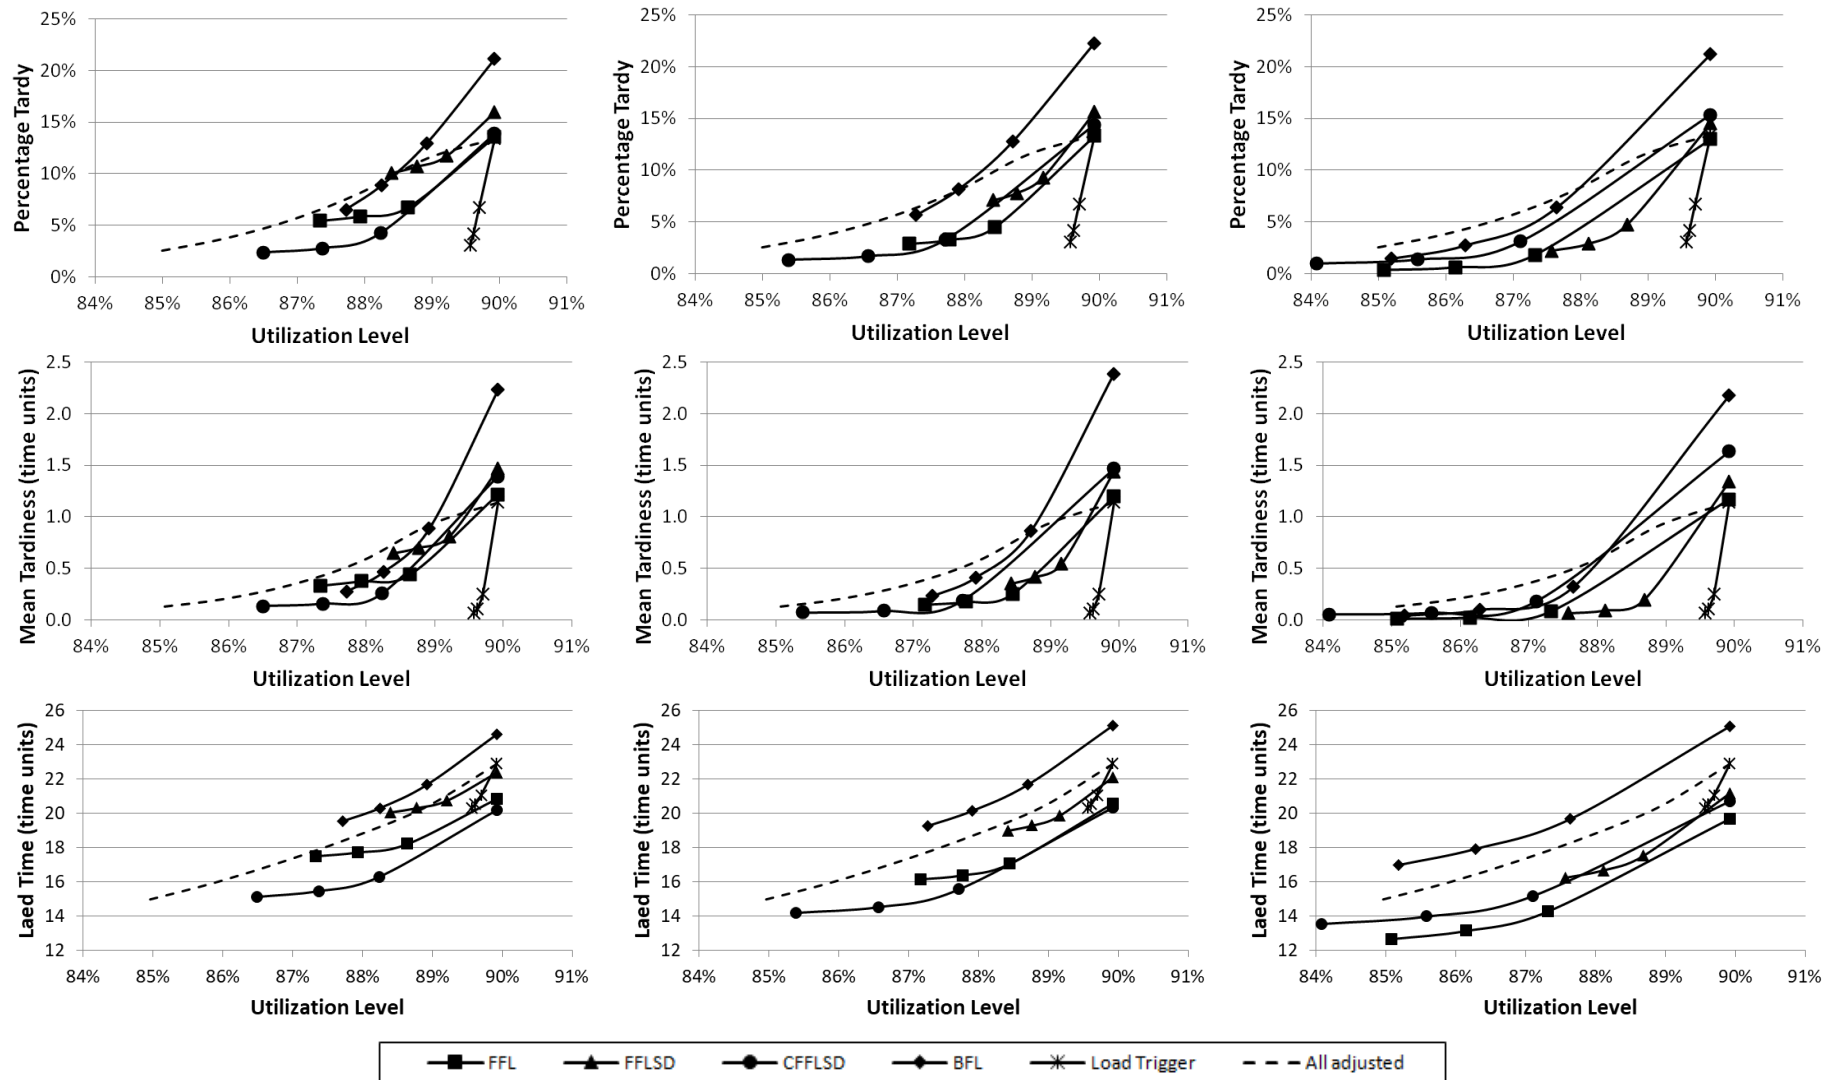 25%
20%
15%
10%
5%
0%
84% 85% 86% 87% 88% 89% 90% 91%
Percentage Tardy
Utilization Level
25%
20%
15%
10%
5%
0%
84% 85% 86% 87% 88% 89% 90% 91%
Percentage Tardy
Utilization Level
25%
20%
15%
10%
5%
0%
84% 85% 86% 87% 88% 89% 90% 91%
Percentage Tardy
Utilization Level
2.5
2.0
1.5
1.0
0.5
0.0
84% 85% 86% 87% 88% 89% 90% 91%
Mean Tardiness (time units)
Utilization Level
2.5
2.0
1.5
1.0
0.5
0.0
84% 85% 86% 87% 88% 89% 90% 91%
Mean Tardiness (time units)
Utilization Level
2.5
2.0
1.5
1.0
0.5
0.0
84% 85% 86% 87% 88% 89% 90% 91%
Mean Tardiness (time units)
Utilization Level
26
24
22
20
18
16
14
12
84% 85% 86% 87% 88% 89% 90% 91%
Laed Time (time units)
Utilization Level
26
24
22
20
18
16
14
12
84% 85% 86% 87% 88% 89% 90% 91%
Laed Time (time units)
Utilization Level
26
24
22
20
18
16
14
12
84% 85% 86% 87% 88% 89% 90% 91%
Laed Time (time units)
Utilization Level
FFL FFLSD CFFLSD BFL Load Trigger All adjusted